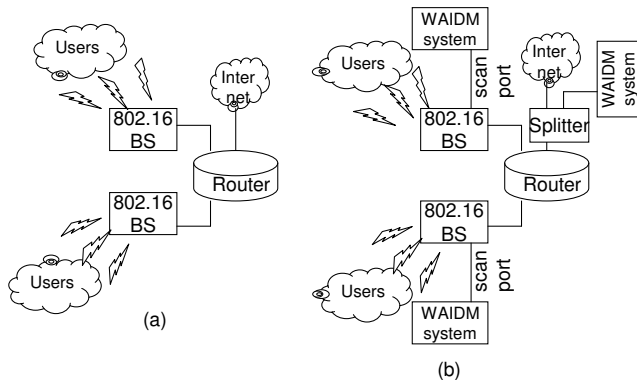 Users
Inter
net
802.16
BS
Router
802.16
BS
Users
(a)
WAIDM
system
Users
scan
port
Inter
net
WAIDM
system
802.16
BS
Splitter
Router
802.16
BS
scan
port
Users
WAIDM
system
(b)